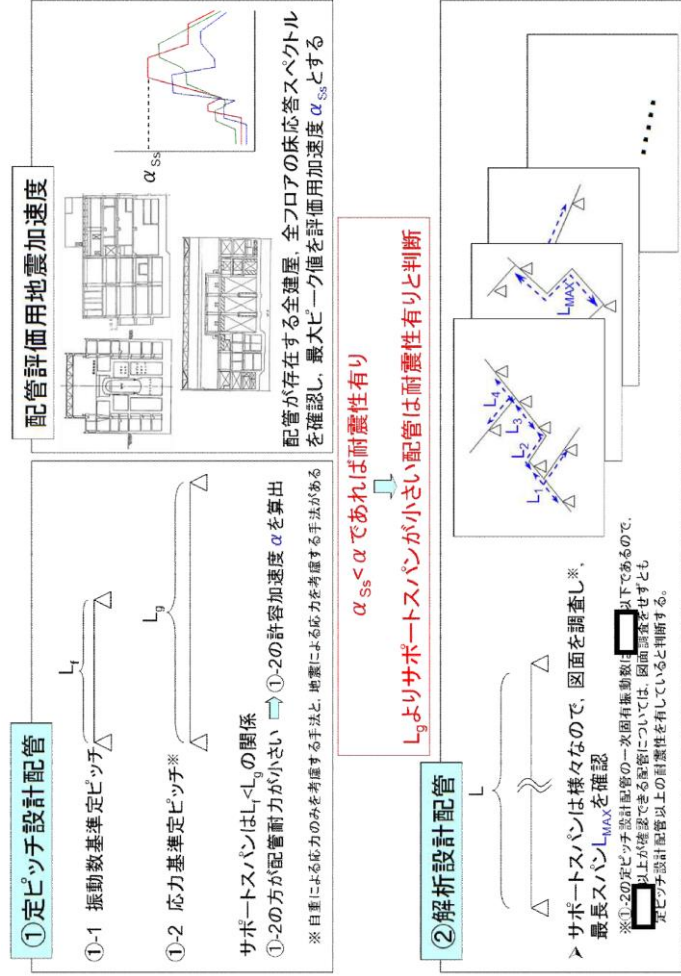 ①定ピッチ設計配管
①-1 振動数基準定ピッチ
Lf
①-2 応力基準定ピッチ※
Lg
サポートスパンはLf<Lgの関係
①-2の方が配管耐力が小さい ⇒ ①-2の許容加速度αを算出
※自重による応力のみを考慮する手法と、地震による応力を考慮する手法がある
配管評価用地震加速度
αSs
配管が存在する全建屋,全フロアの床応答スペクトル
を確認し,最大ピーク値を評価用加速度αSsとする
αSs<αであれば耐震性有り
Lgよりサポートスパンが小さい配管は耐震性有りと判断
②解析設計配管
L
➢ サポートスパンは様々なので、図面を調査し※,
最長スパンLMAXを確認
※①-2の定ピッチ設計配管の一次固有振動数は 以下であるので、
以上が確認できる配管については、図面調査をせずとも
定ピッチ設計配管以上の耐震性を有していると判断する。
L1
L2
L3
L4
LMAX
.....